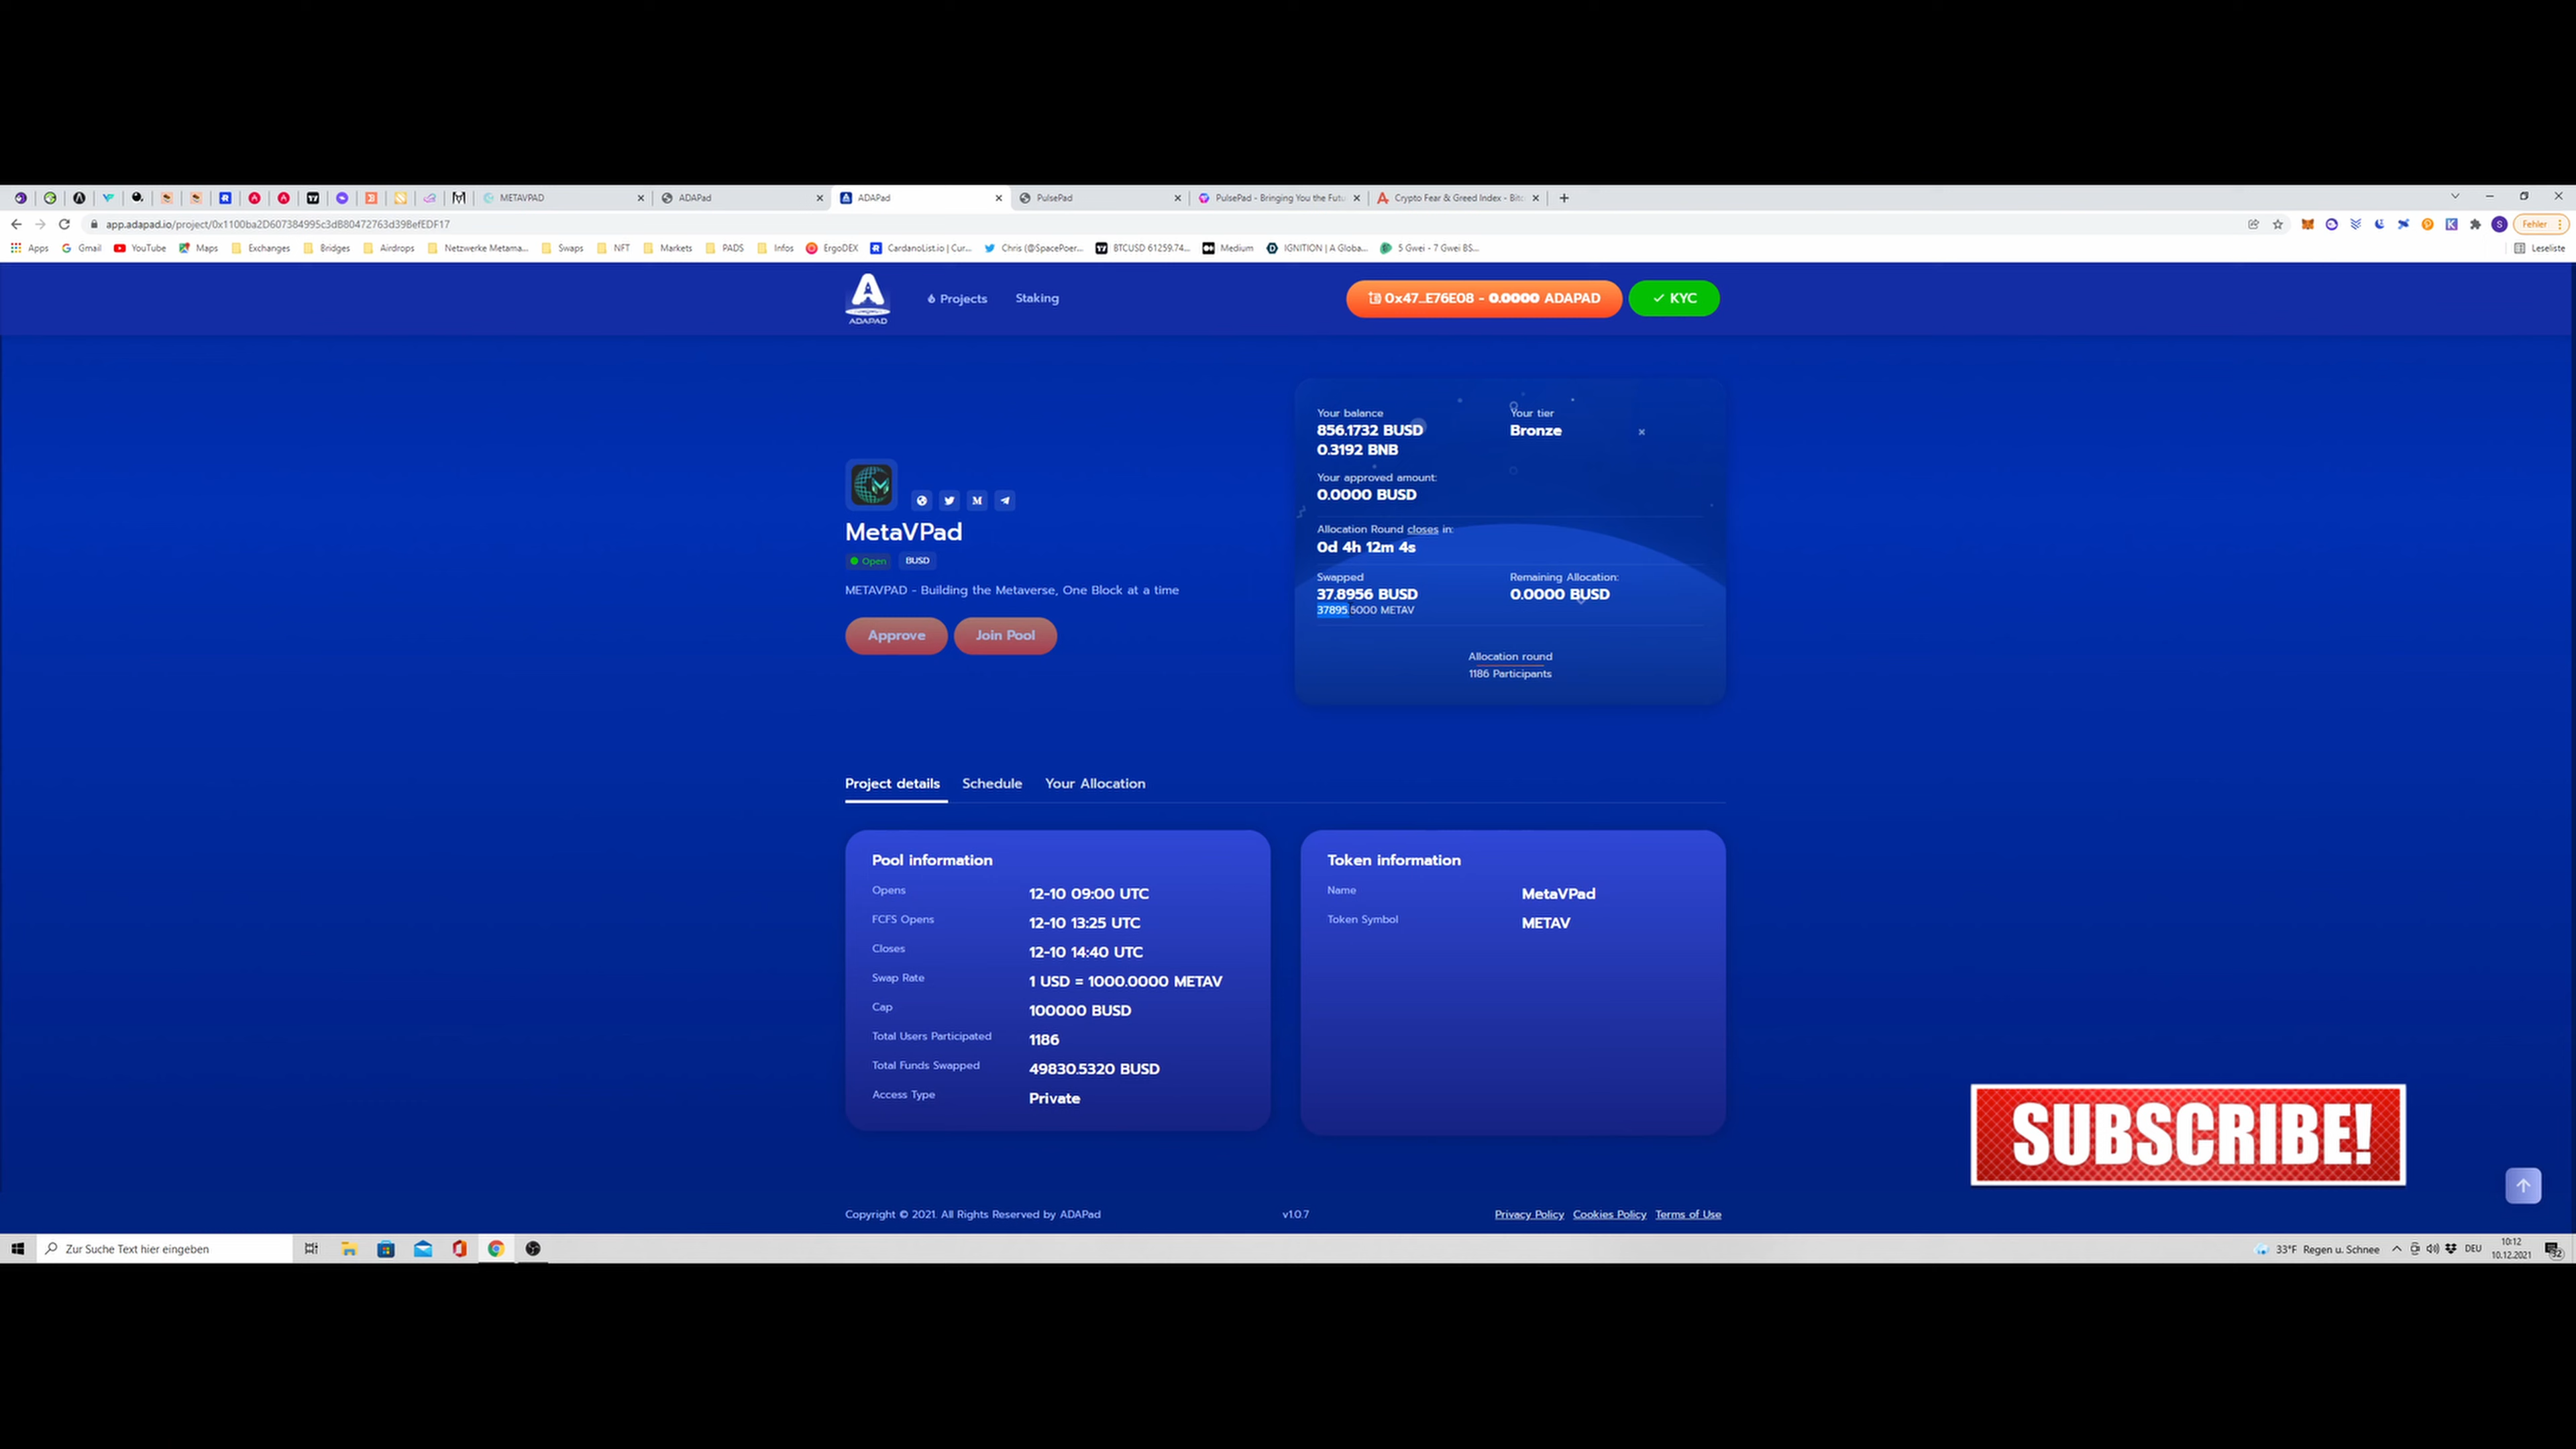 METAVPAD
ADAPad
ADAPad
PulsePad
PulsePad - Bringing You the Futu
Crypto Fear & Greed Index - Bitc
app.adapad.io/project/0x1100ba2D607384995c3dB80472763d39BefEDF17
Fehler
Apps Gmail YouTube Maps Exchanges Bridges Airdrops Netzwerke Metama... Swaps NFT Markets PADS Infos ErgoDEX CardanoList.io | Cur... Chris (@SpacePoer... BTCUSD 61259.74... Medium IGNITION | A Globa... 5 Gwei - 7 Gwei BS... Leseliste
ADAPAD
Projects
Staking
0x47...E76E08 - 0.0000 ADAPAD
KYC
MetaVPad
Open
BUSD
METAVPAD - Building the Metaverse, One Block at a time
Approve
Join Pool
Your balance
856.1732 BUSD
0.3192 BNB
Your tier
Bronze
Your approved amount:
0.0000 BUSD
Allocation Round closes in:
0d 4h 12m 4s
Swapped
37.8956 BUSD
37895.6000 METAV
Remaining Allocation:
0.0000 BUSD
Allocation round
1186 Participants
Project details
Schedule
Your Allocation
Pool information
Opens 12-10 09:00 UTC
FCFS Opens 12-10 13:25 UTC
Closes 12-10 14:40 UTC
Swap Rate 1 USD = 1000.0000 METAV
Cap 100000 BUSD
Total Users Participated 1186
Total Funds Swapped 49830.5320 BUSD
Access Type Private
Token information
Name MetaVPad
Token Symbol METAV
SUBSCRIBE!
Copyright © 2021. All Rights Reserved by ADAPad
v1.0.7
Privacy Policy Cookies Policy Terms of Use
Zur Suche Text hier eingeben
33°F Regen u. Schnee
DEU
10:12
10.12.2021
32